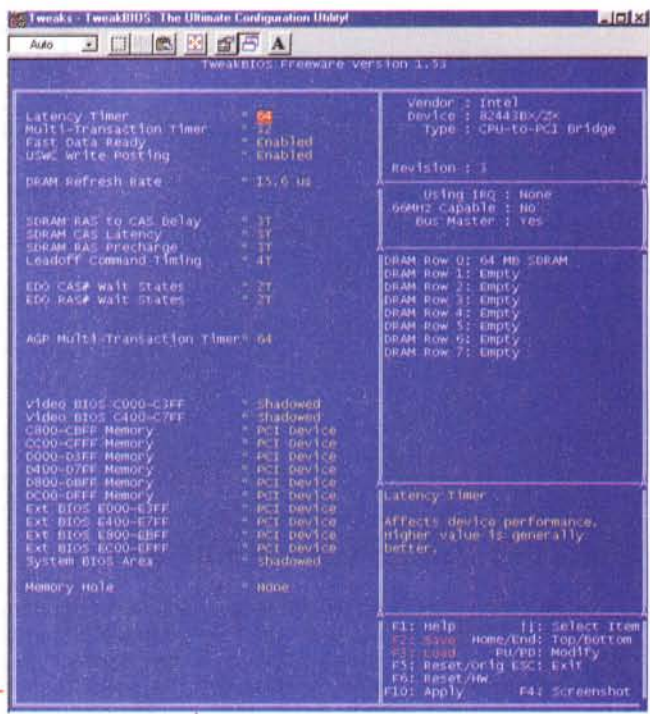 Tweaks - TweakBIOS: The Ultimate Configuration Utility!
Auto
A
TweakBIOS Freeware Version 1.53
Latency Timer * 64
Multi-Transaction Timer * 32
Fast Data Ready * Enabled
USWC Write Posting * Enabled
DRAM Refresh Rate * 15.6 us
SDRAM RAS to CAS Delay * 3T
SDRAM CAS Latency * 3T
SDRAM RAS Precharge * 3T
Leadoff Command Timing * 4T
EDO CAS# Wait States * 2T
EDO RAS# Wait States * 2T
AGP Multi-Transaction Timer* 64
Video BIOS C000-C3FF * Shadowed
Video BIOS C400-C7FF * Shadowed
C800-CBFF Memory * PCI Device
CC00-CFFF Memory * PCI Device
D000-D3FF Memory * PCI Device
D400-D7FF Memory * PCI Device
D800-DBFF Memory * PCI Device
DC00-DFFF Memory * PCI Device
Ext BIOS E000-E3FF * PCI Device
Ext BIOS E400-E7FF * PCI Device
Ext BIOS E800-EBFF * PCI Device
Ext BIOS EC00-EFFF * PCI Device
System BIOS Area * Shadowed
Memory Hole * None
Vendor : Intel
Device : 82443BX/ZX
Type : CPU-to-PCI Bridge
Revision : 3
Using IRQ : None
66MHz Capable : No
Bus Master : Yes
DRAM Row 0: 64 MB SDRAM
DRAM Row 1: Empty
DRAM Row 2: Empty
DRAM Row 3: Empty
DRAM Row 4: Empty
DRAM Row 5: Empty
DRAM Row 6: Empty
DRAM Row 7: Empty
Latency Timer
Affects device performance.
Higher value is generally
better.
F1: Help ↑↓: Select Item
F2: Save Home/End: Top/Bottom
F3: Load PU/PD: Modify
F5: Reset/Orig ESC: Exit
F6: Reset/HW
F10: Apply F4: Screenshot